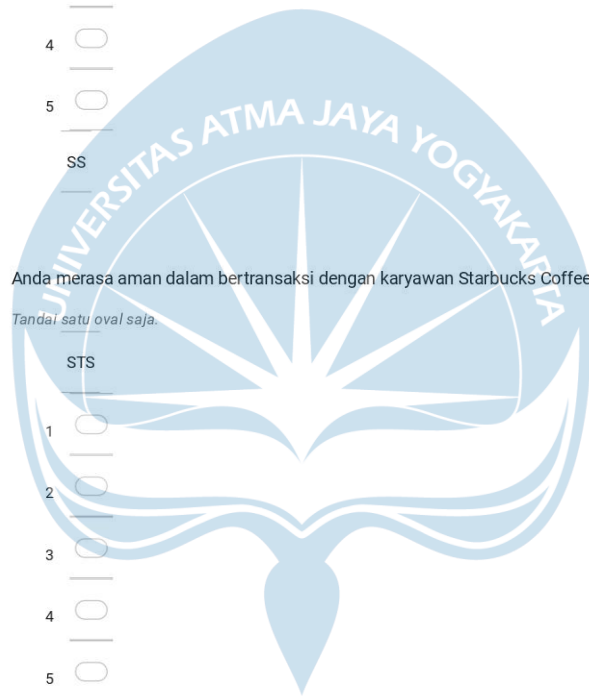 4
5
SS
UNIVERSITAS ATMA JAYA YOGYAKARTA
Anda merasa aman dalam bertransaksi dengan karyawan Starbucks Coffee
Tandai satu oval saja.
STS
1
2
3
4
5